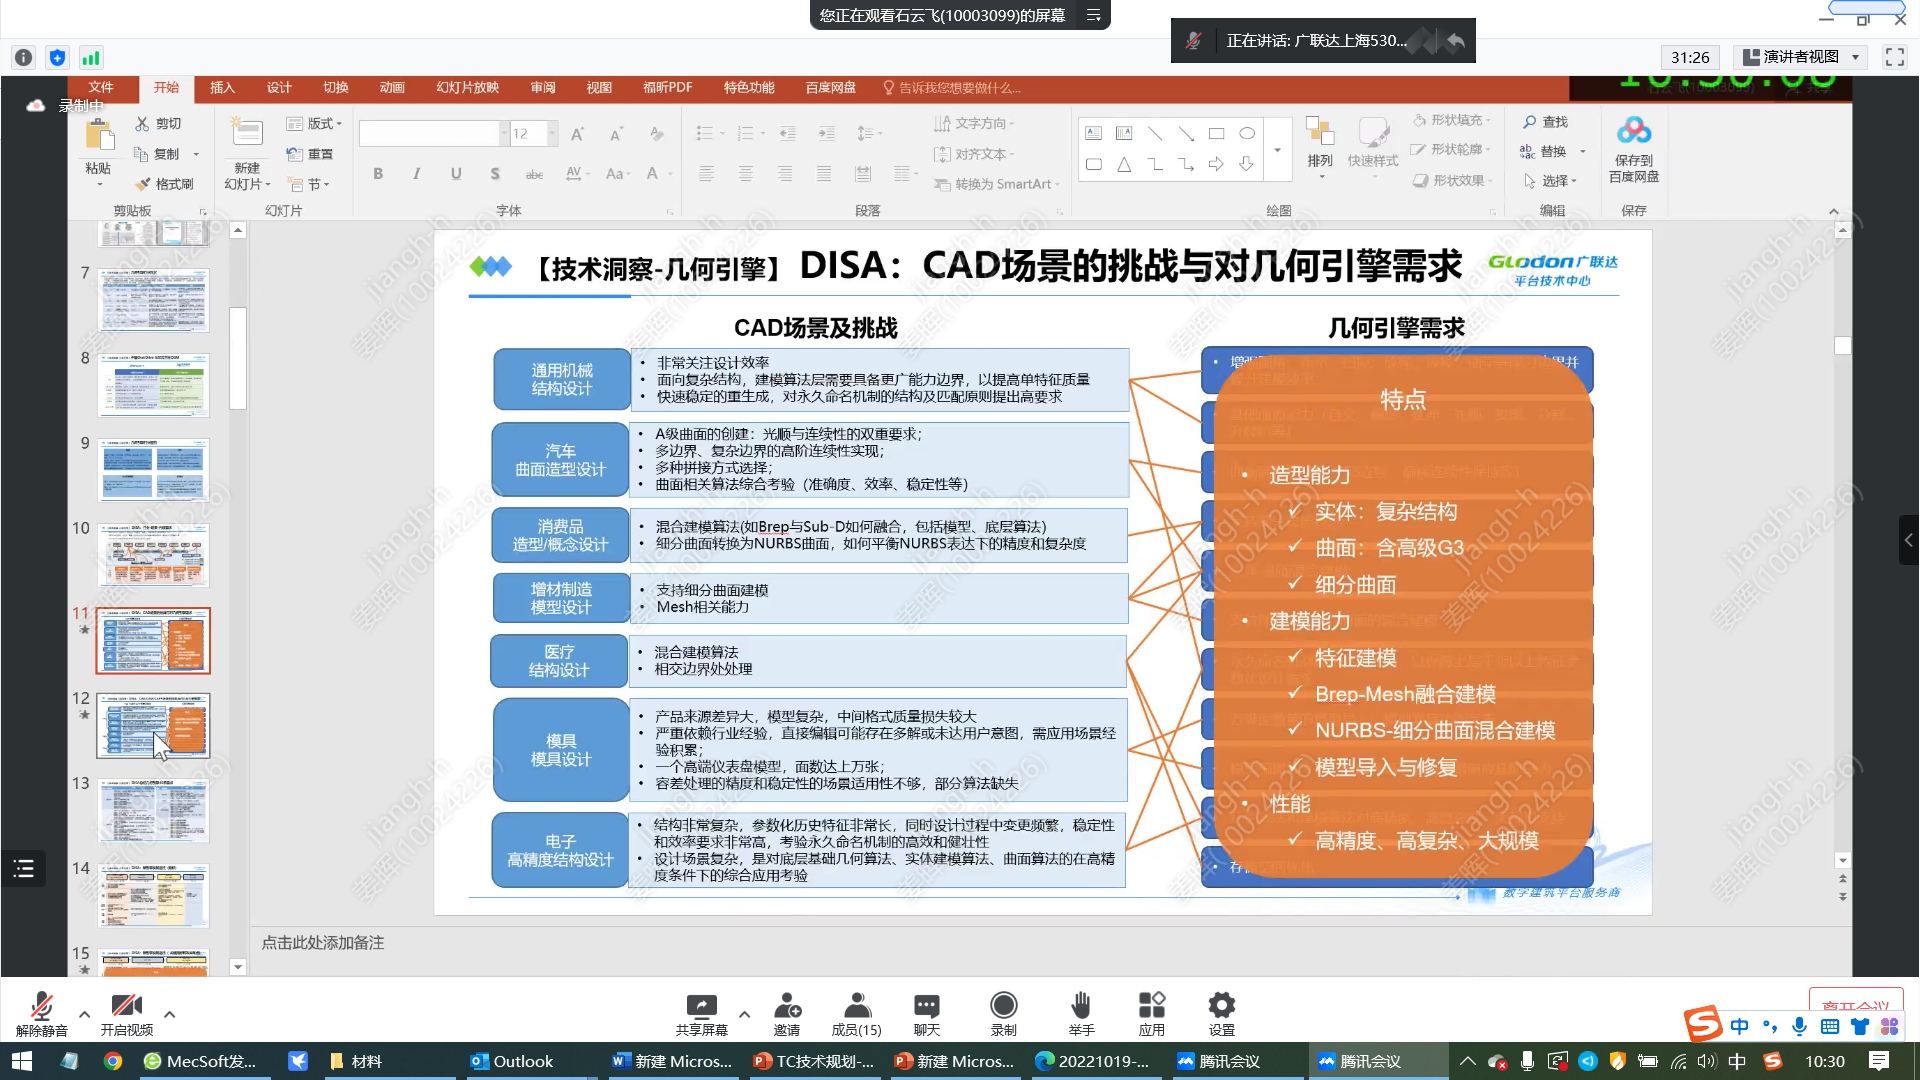 您正在观看石云飞(10003099)的屏幕
正在讲话: 广联达上海530...
31:26
演讲者视图
录制中
文件
开始
插入
设计
切换
动画
幻灯片放映
审阅
视图
福昕PDF
特色功能
百度网盘
告诉我您想要做什么...
粘贴
剪切
复制
格式刷
剪贴板
新建
幻灯片
版式
重置
节
幻灯片
12
字体
文字方向
对齐文本
转换为 SmartArt
段落
排列
快速样式
形状填充
形状轮廓
形状效果
绘图
查找
替换
选择
编辑
保存到
百度网盘
保存
7
8
9
10
11
12
13
14
15
【技术洞察-几何引擎】 DISA：CAD场景的挑战与对几何引擎需求
GLodon广联达
平台技术中心
CAD场景及挑战
几何引擎需求
通用机械
结构设计
• 非常关注设计效率
• 面向复杂结构，建模算法层需要具备更广能力边界，以提高单特征质量
• 快速稳定的重生成，对永久命名机制的结构及匹配原则提出高要求
汽车
曲面造型设计
• A级曲面的创建：光顺与连续性的双重要求；
• 多边界、复杂边界的高阶连续性实现；
• 多种拼接方式选择；
• 曲面相关算法综合考验（准确度、效率、稳定性等）
消费品
造型/概念设计
• 混合建模算法(如Brep与Sub-D如何融合，包括模型、底层算法)
• 细分曲面转换为NURBS曲面，如何平衡NURBS表达下的精度和复杂度
增材制造
模型设计
• 支持细分曲面建模
• Mesh相关能力
医疗
结构设计
• 混合建模算法
• 相交边界处处理
模具
模具设计
• 产品来源差异大，模型复杂，中间格式质量损失较大
• 严重依赖行业经验，直接编辑可能存在多解或未达用户意图，需应用场景经
验积累；
• 一个高端仪表盘模型，面数达上万张；
• 容差处理的精度和稳定性的场景适用性不够，部分算法缺失
电子
高精度结构设计
• 结构非常复杂，参数化历史特征非常长，同时设计过程中变更频繁，稳定性
和效率要求非常高，考验永久命名机制的高效和健壮性
• 设计场景复杂，是对底层基础几何算法、实体建模算法、曲面算法的在高精
度条件下的综合应用考验
特点
• 造型能力
✓ 实体：复杂结构
✓ 曲面：含高级G3
✓ 细分曲面
• 建模能力
✓ 特征建模
✓ Brep-Mesh融合建模
✓ NURBS-细分曲面混合建模
✓ 模型导入与修复
• 性能
✓ 高精度、高复杂、大规模
数字建筑平台服务商
点击此处添加备注
解除静音
开启视频
共享屏幕
邀请
成员(15)
聊天
录制
举手
应用
设置
离开会议
中
MecSoft发...
材料
Outlook
新建 Micros...
TC技术规划-...
新建 Micros...
20221019-...
腾讯会议
腾讯会议
中
10:30
姜晖(10024226)
jiangh-h